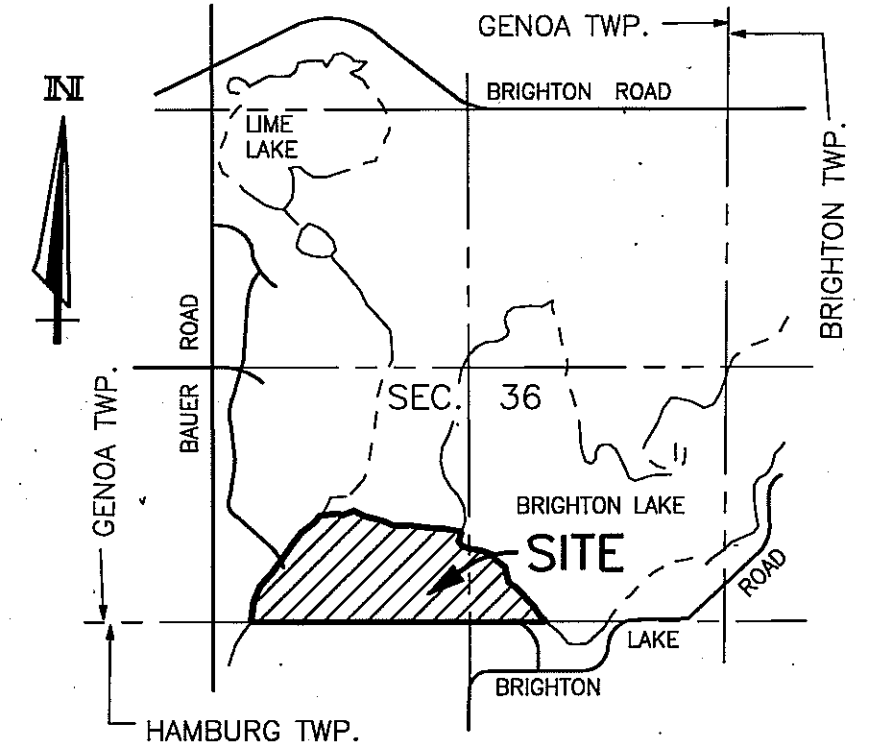 GENOA TWP.
N
BRIGHTON ROAD
LIME
LAKE
BRIGHTON TWP.
BAUER ROAD
GENOA TWP.
SEC. 36
BRIGHTON LAKE
SITE
ROAD
LAKE
BRIGHTON
HAMBURG TWP.